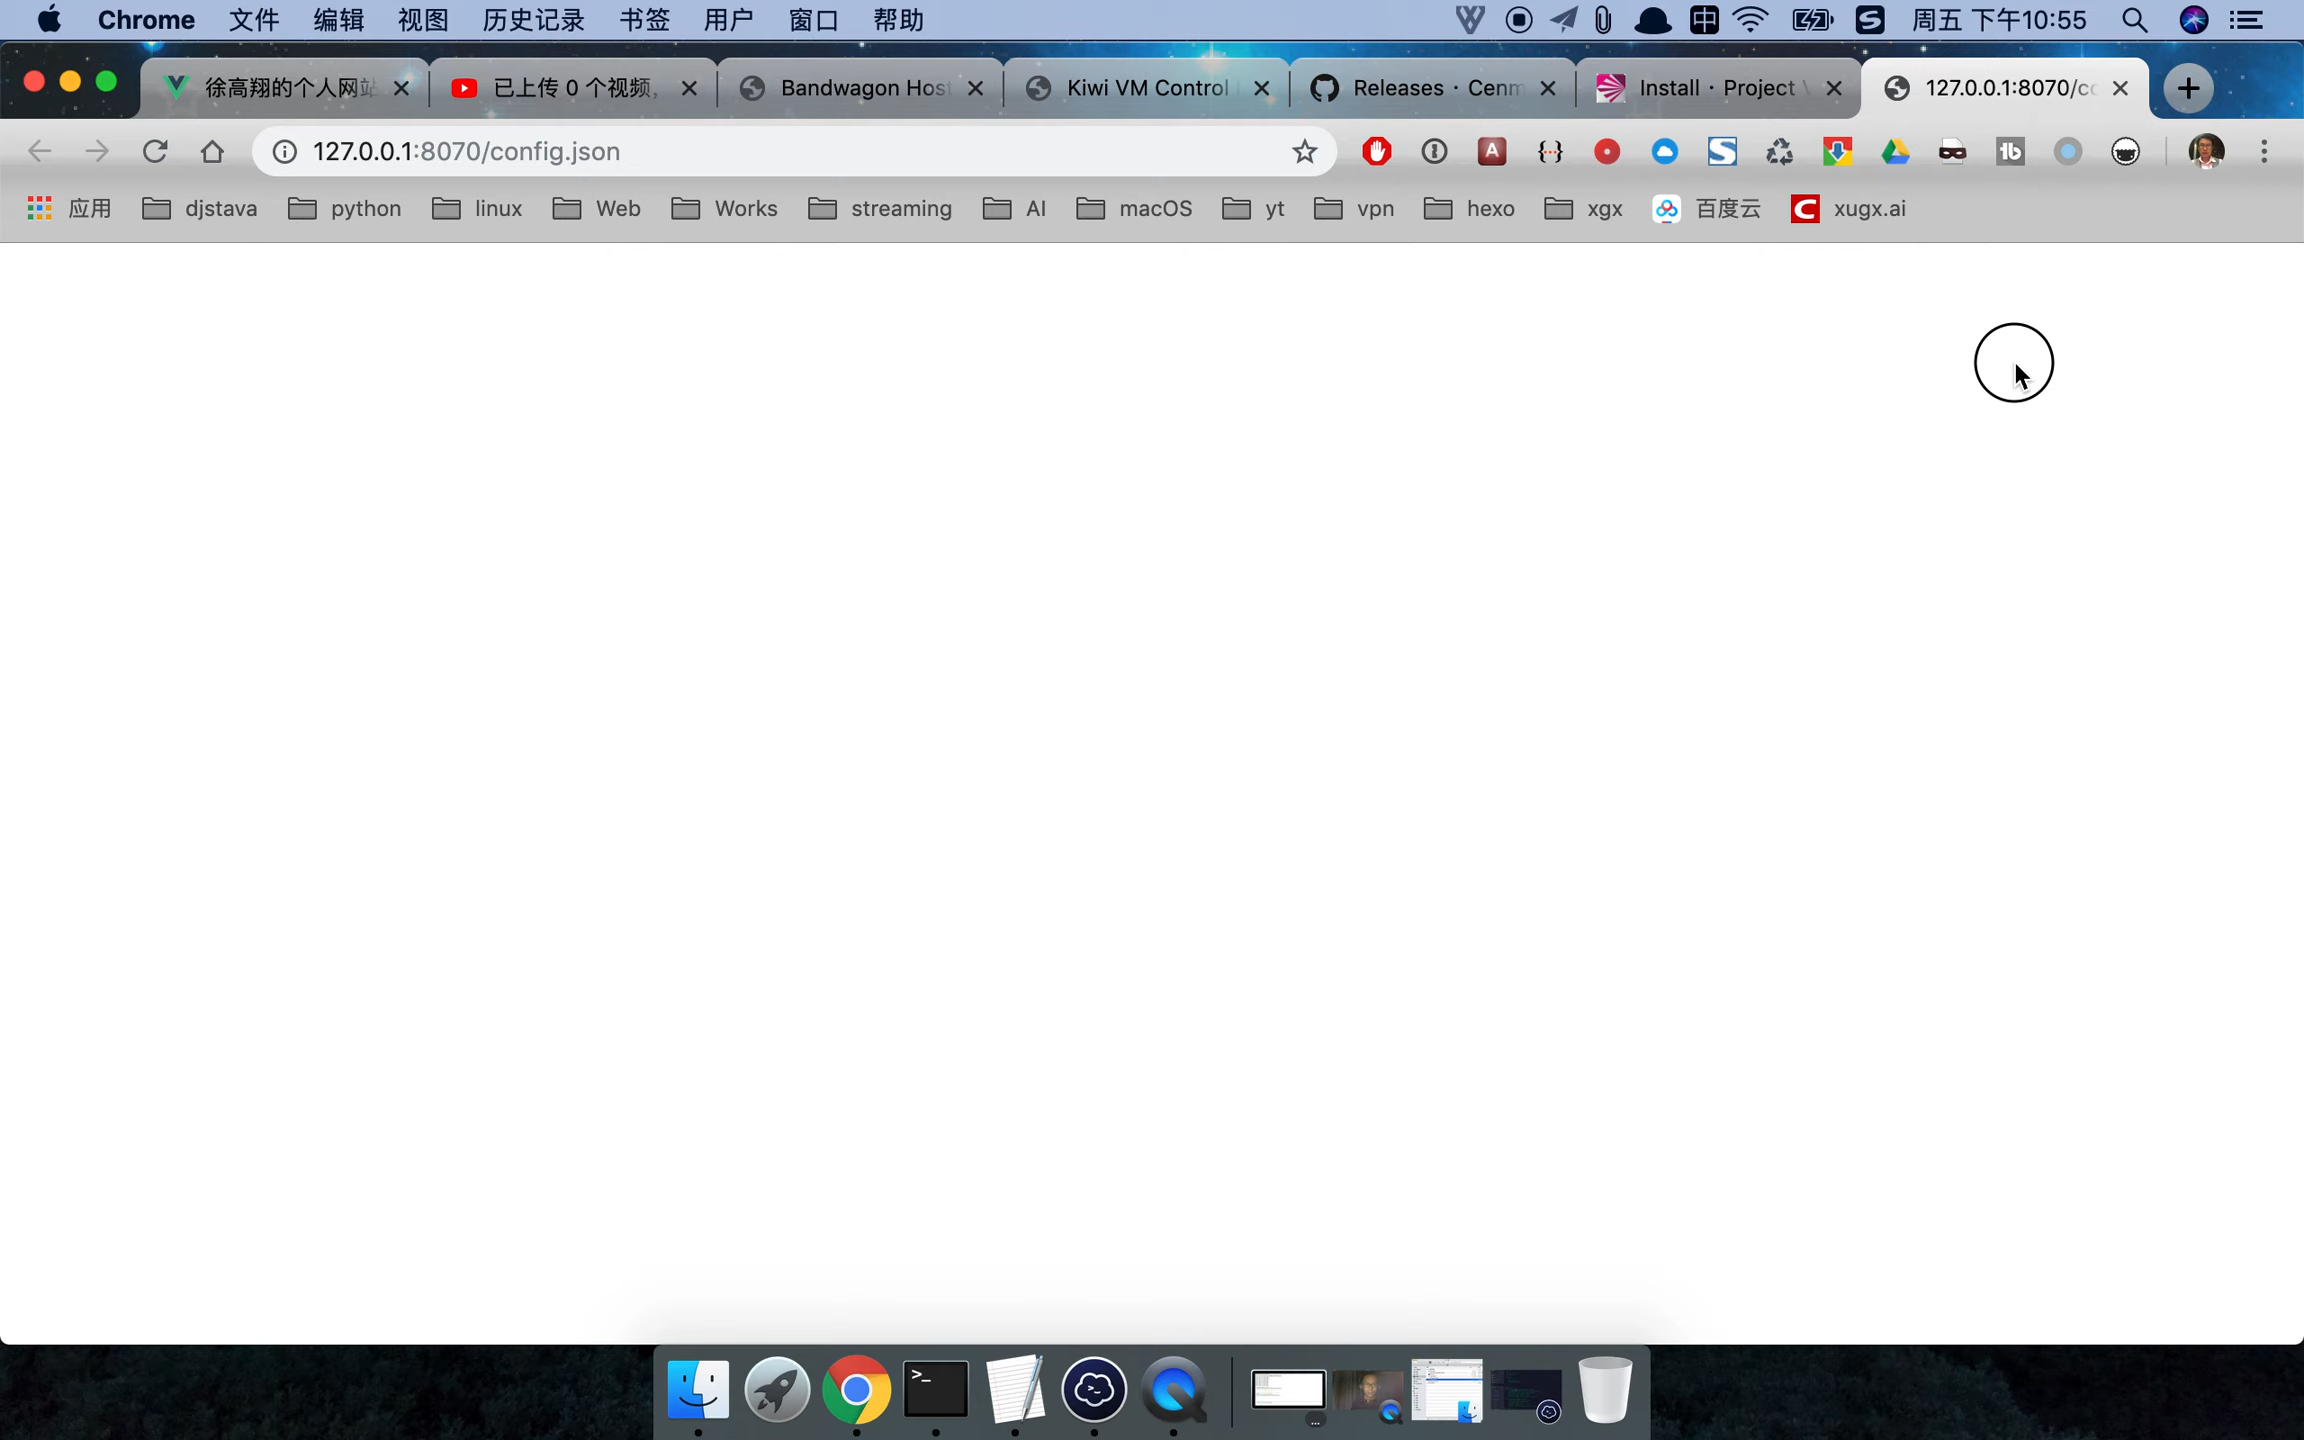 Chrome 文件 编辑 视图 历史记录 书签 用户 窗口 帮助 中 周五 下午10:55
徐高翔的个人网站 已上传 0 个视频, Bandwagon Host Kiwi VM Control Releases · Cenm Install · Project V 127.0.0.1:8070/co
127.0.0.1:8070/config.json
应用 djstava python linux Web Works streaming AI macOS yt vpn hexo xgx 百度云 xugx.ai